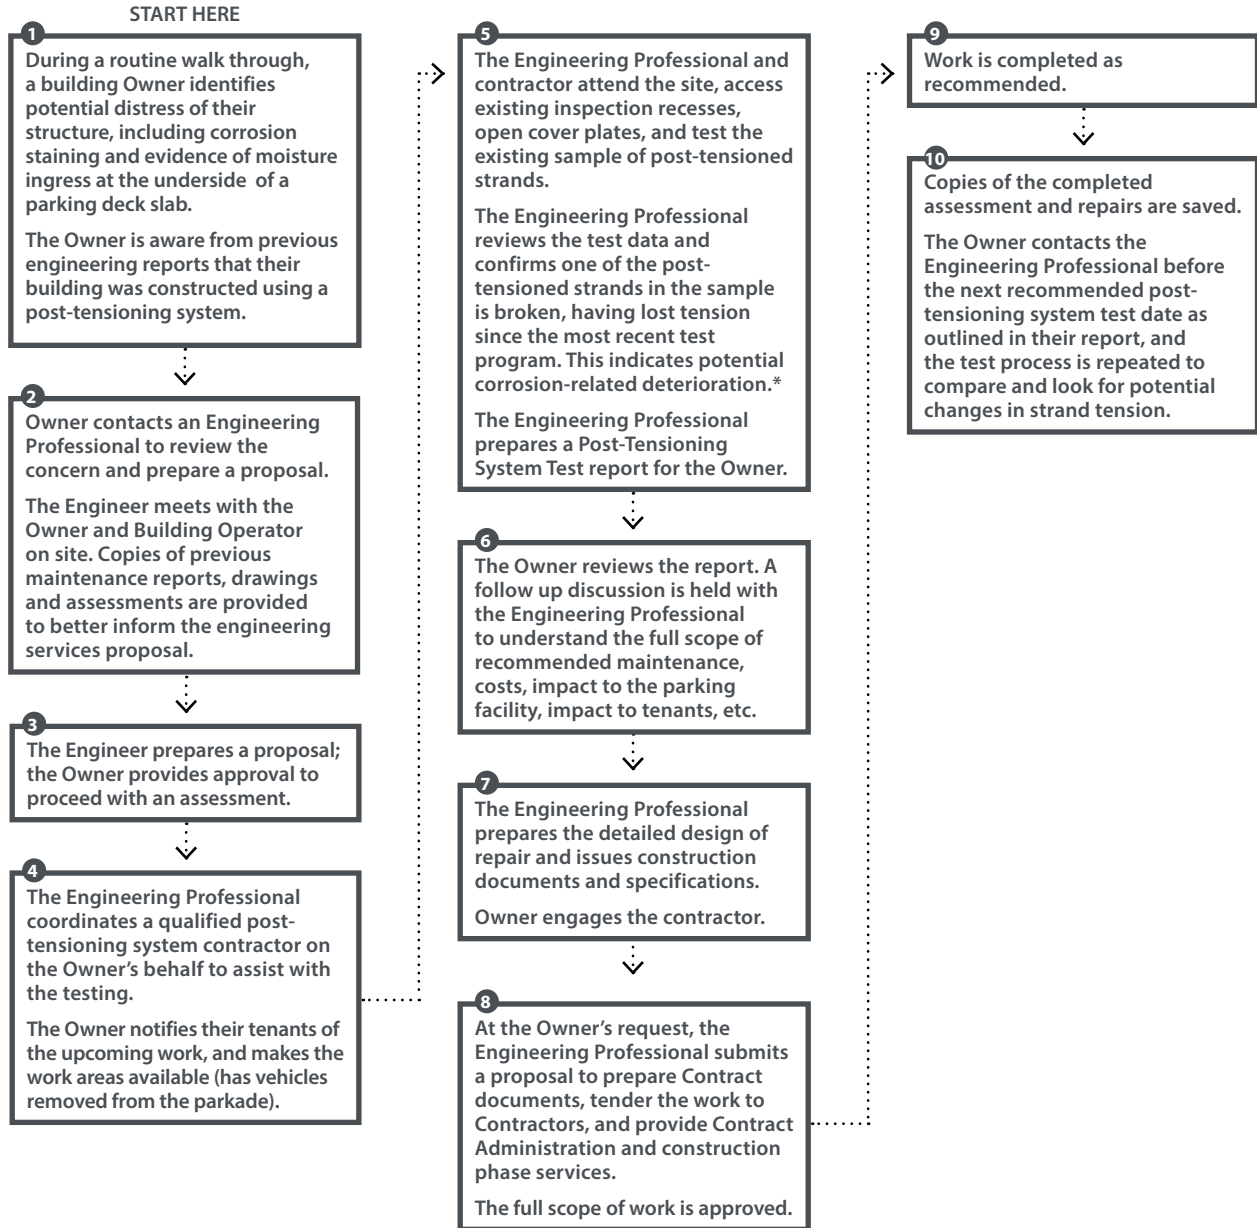 START HERE
1
During a routine walk through,
a building Owner identifies
potential distress of their
structure, including corrosion
staining and evidence of moisture
ingress at the underside of a
parking deck slab.
The Owner is aware from previous
engineering reports that their
building was constructed using a
post-tensioning system.
2
Owner contacts an Engineering
Professional to review the
concern and prepare a proposal.
The Engineer meets with the
Owner and Building Operator
on site. Copies of previous
maintenance reports, drawings
and assessments are provided
to better inform the engineering
services proposal.
3
The Engineer prepares a proposal;
the Owner provides approval to
proceed with an assessment.
4
The Engineering Professional
coordinates a qualified post-
tensioning system contractor on
the Owner's behalf to assist with
the testing.
The Owner notifies their tenants of
the upcoming work, and makes the
work areas available (has vehicles
removed from the parkade).
5
The Engineering Professional and
contractor attend the site, access
existing inspection recesses,
open cover plates, and test the
existing sample of post-tensioned
strands.
The Engineering Professional
reviews the test data and
confirms one of the post-
tensioned strands in the sample
is broken, having lost tension
since the most recent test
program. This indicates potential
corrosion-related deterioration.*
The Engineering Professional
prepares a Post-Tensioning
System Test report for the Owner.
6
The Owner reviews the report. A
follow up discussion is held with
the Engineering Professional
to understand the full scope of
recommended maintenance,
costs, impact to the parking
facility, impact to tenants, etc.
7
The Engineering Professional
prepares the detailed design of
repair and issues construction
documents and specifications.
Owner engages the contractor.
8
At the Owner's request, the
Engineering Professional submits
a proposal to prepare Contract
documents, tender the work to
Contractors, and provide Contract
Administration and construction
phase services.
The full scope of work is approved.
9
Work is completed as
recommended.
10
Copies of the completed
assessment and repairs are saved.
The Owner contacts the
Engineering Professional before
the next recommended post-
tensioning system test date as
outlined in their report, and
the test process is repeated to
compare and look for potential
changes in strand tension.